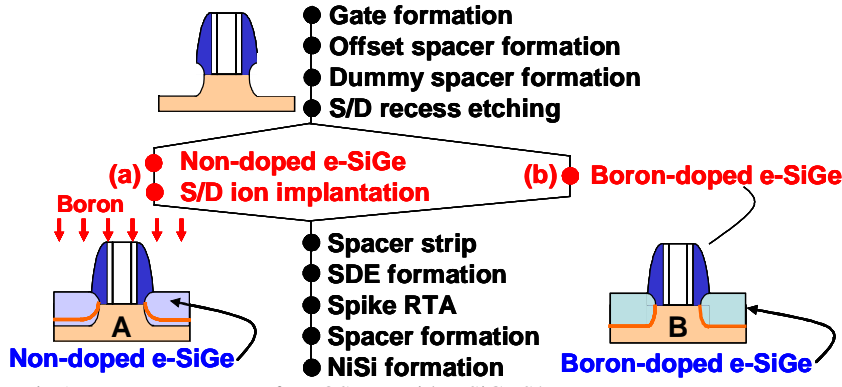 Gate formation
Offset spacer formation
Dummy spacer formation
S/D recess etching
(a)
Non-doped e-SiGe
S/D ion implantation
(b)
Boron-doped e-SiGe
Boron
Spacer strip
SDE formation
Spike RTA
Spacer formation
NiSi formation
A
Non-doped e-SiGe
B
Boron-doped e-SiGe